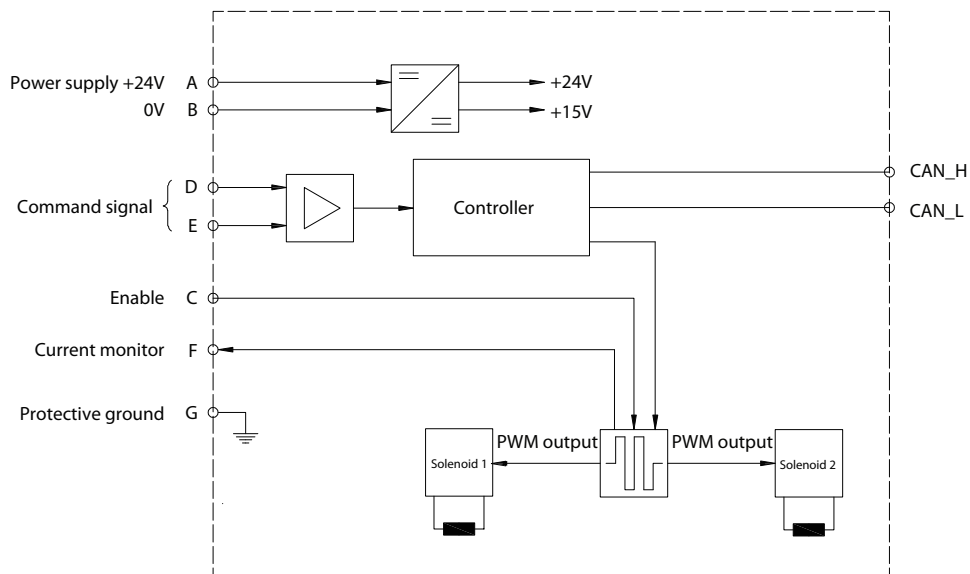 Power supply +24V A
0V B
+24V
+15V
Command signal D
E
Controller
CAN_H
CAN_L
Enable C
Current monitor F
Protective ground G
Solenoid 1
PWM output
PWM output
Solenoid 2